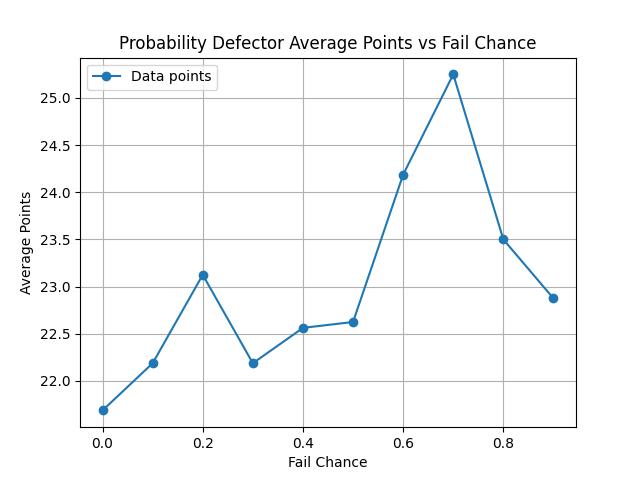 Probability Defector Average Points vs Fail Chance
Data points
25.0
24.5
24.0
23.5
23.0
22.5
22.0
Average Points
0.0 0.2 0.4 0.6 0.8
Fail Chance